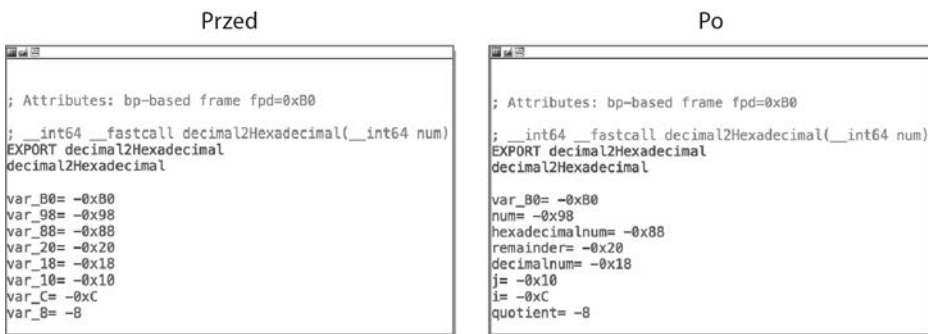 Przed
; Attributes: bp-based frame fpd=0xB0
; __int64 __fastcall decimal2Hexadecimal(__int64 num)
EXPORT decimal2Hexadecimal
decimal2Hexadecimal
var_B0= -0xB0
var_98= -0x98
var_88= -0x88
var_20= -0x20
var_18= -0x18
var_10= -0x10
var_C= -0xC
var_8= -8
Po
; Attributes: bp-based frame fpd=0xB0
; __int64 __fastcall decimal2Hexadecimal(__int64 num)
EXPORT decimal2Hexadecimal
decimal2Hexadecimal
var_B0= -0xB0
num= -0x98
hexadecimalnum= -0x88
remainder= -0x20
decimalnum= -0x18
j= -0x10
i= -0xC
quotient= -8